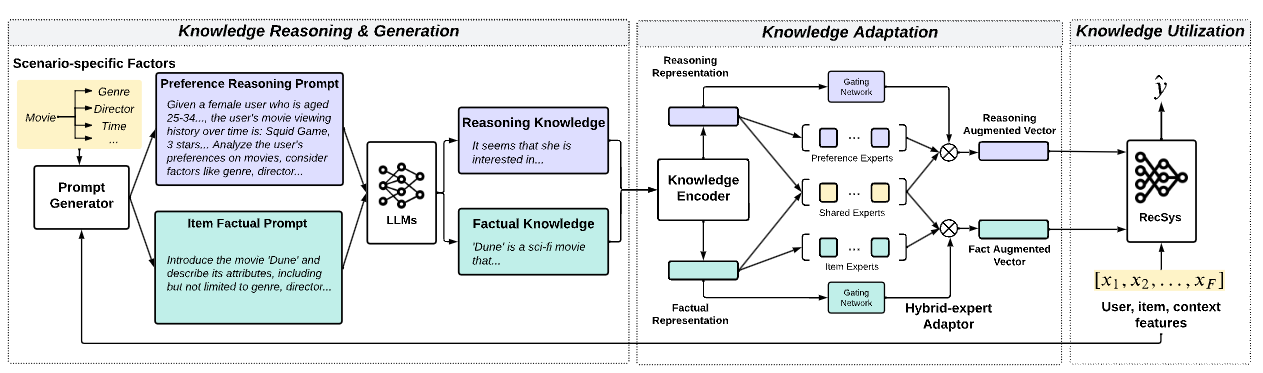 Knowledge Reasoning & Generation
Scenario-specific Factors
Movie
Genre
Director
Time
...
Prompt
Generator
Preference Reasoning Prompt
Given a female user who is aged
25-34..., the user's movie viewing
history over time is: Squid Game,
3 stars... Analyze the user's
preferences on movies, consider
factors like genre, director...
Item Factual Prompt
Introduce the movie 'Dune' and
describe its attributes, including
but not limited to genre, director...
LLMs
Reasoning Knowledge
It seems that she is
interested in...
Factual Knowledge
'Dune' is a sci-fi movie
that...
Knowledge Adaptation
Reasoning
Representation
Knowledge
Encoder
Factual
Representation
Gating
Network
...
Preference Experts
...
Shared Experts
...
Item Experts
Gating
Network
Hybrid-expert
Adaptor
Reasoning
Augmented Vector
Fact Augmented
Vector
Knowledge Utilization
ŷ
RecSys
[x₁, x₂, . . . , x_F]
User, item, context
features